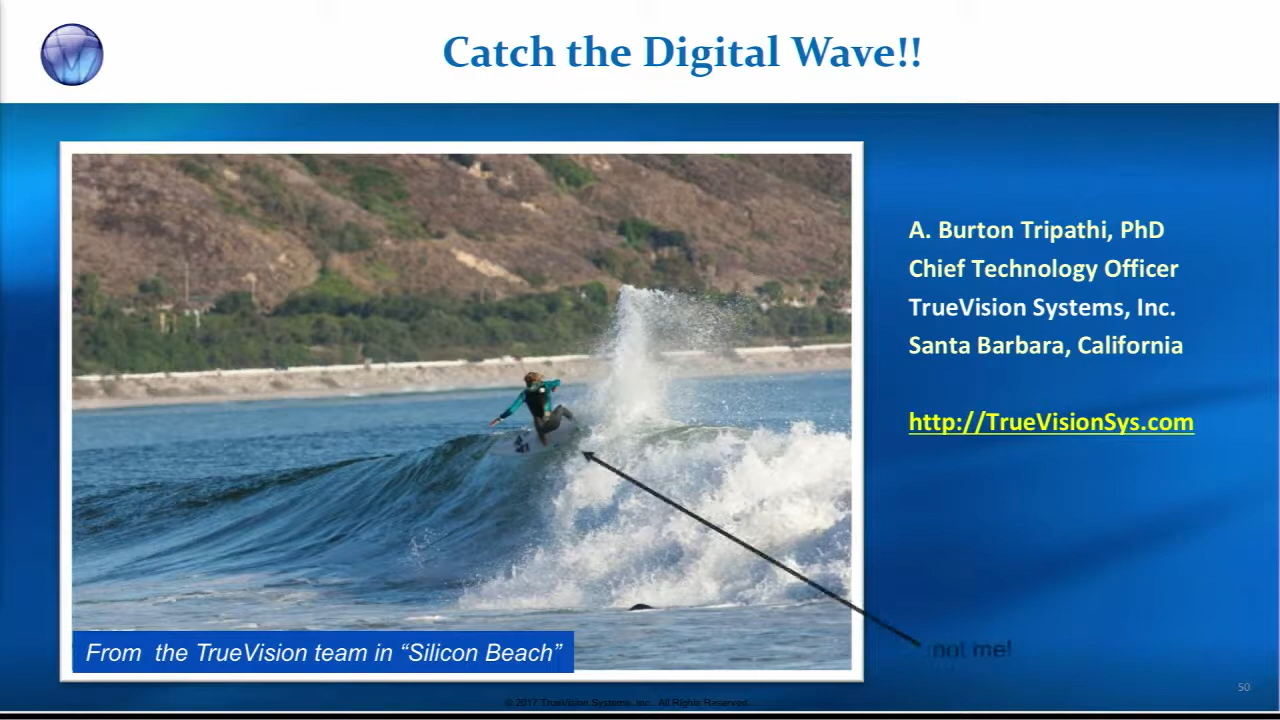 Catch the Digital Wave!!
A. Burton Tripathi, PhD
Chief Technology Officer
TrueVision Systems, Inc.
Santa Barbara, California
http://TrueVisionSys.com
not me!
From the TrueVision team in “Silicon Beach”
50
© 2017 TrueVision Systems, Inc. All Rights Reserved.